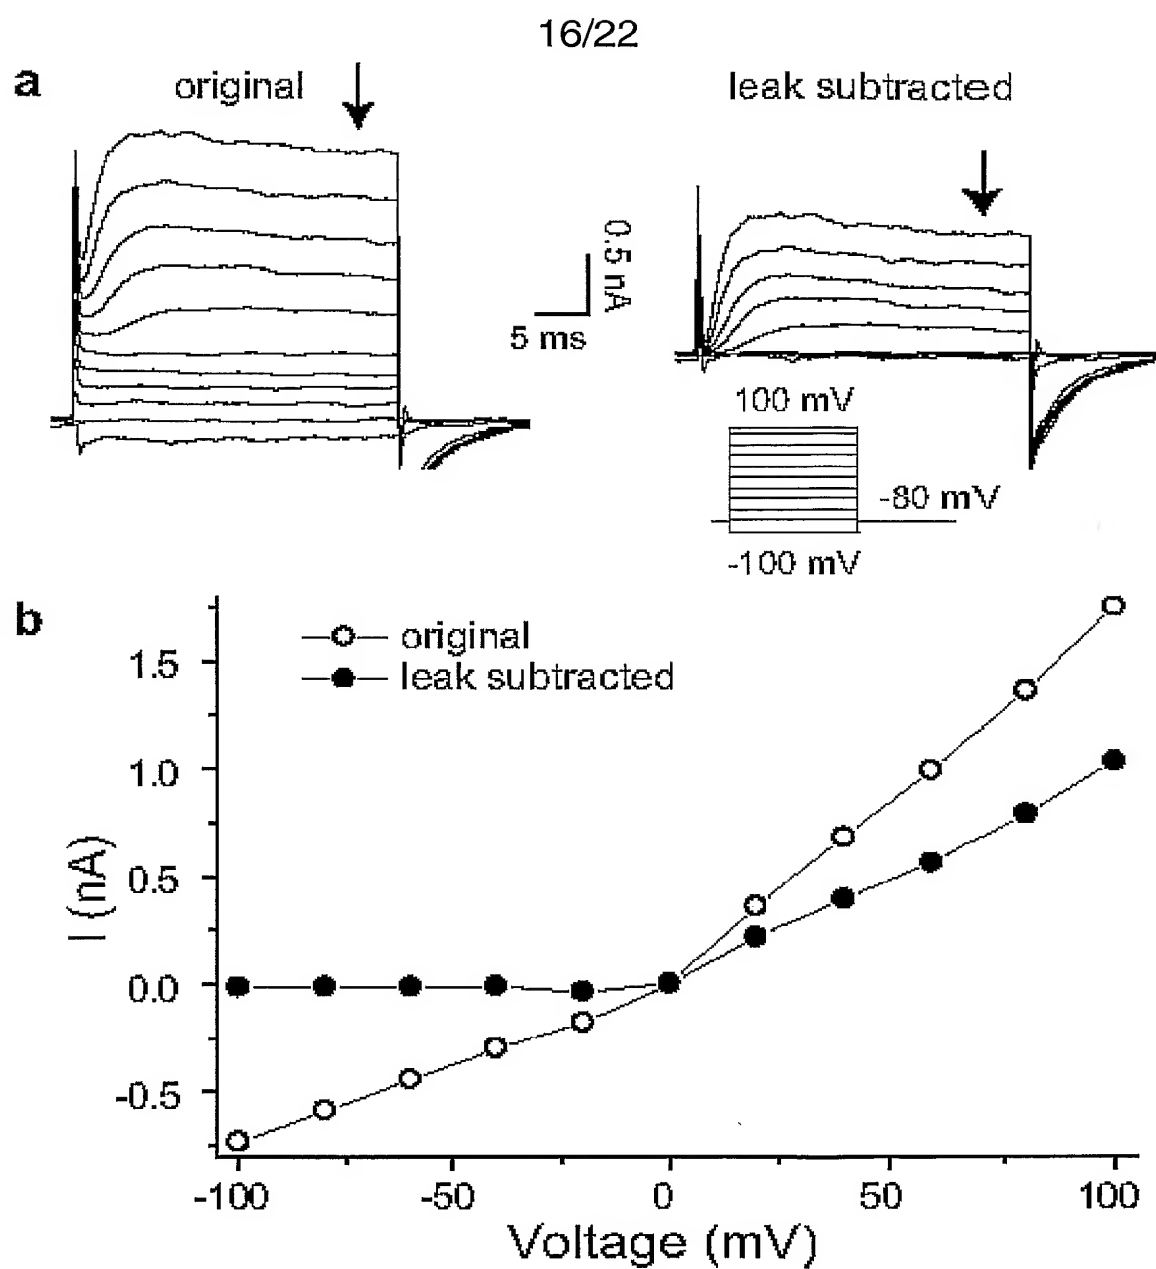 16/22
a
original
leak subtracted
0.5 nA
5 ms
100 mV
-80 mV
-100 mV
b
original
leak subtracted
1.5
1.0
0.5
0.0
-0.5
I (nA)
-100
-50
0
50
100
Voltage (mV)